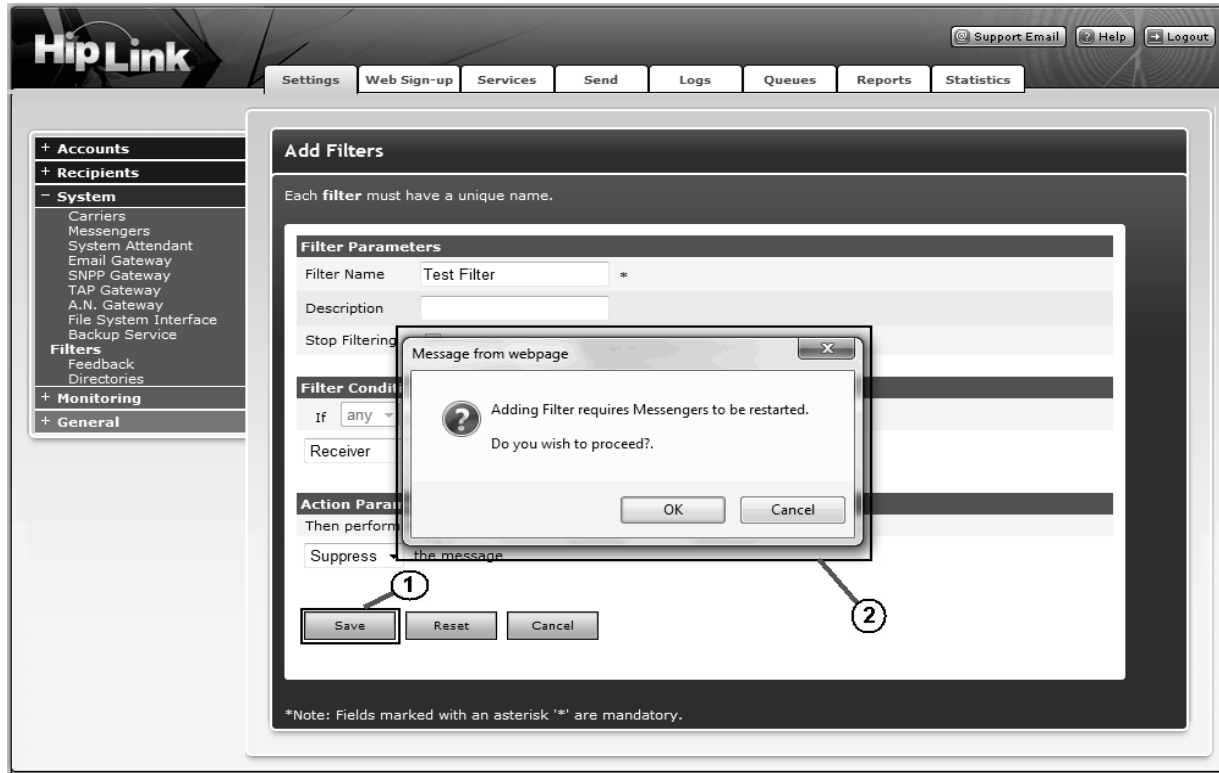 HipLink
@ Support Email ? Help Logout
Settings Web Sign-up Services Send Logs Queues Reports Statistics
+ Accounts
+ Recipients
− System
Carriers
Messengers
System Attendant
Email Gateway
SNPP Gateway
TAP Gateway
A.N. Gateway
File System Interface
Backup Service
Filters
Feedback
Directories
+ Monitoring
+ General
Add Filters
Each filter must have a unique name.
Filter Parameters
Filter Name Test Filter *
Description
Stop Filtering
Filter Conditi
If any
Receiver
Action Param
Then perform
Suppress the message
Message from webpage X
? Adding Filter requires Messengers to be restarted.
Do you wish to proceed?.
OK Cancel
1
2
Save Reset Cancel
*Note: Fields marked with an asterisk '*' are mandatory.